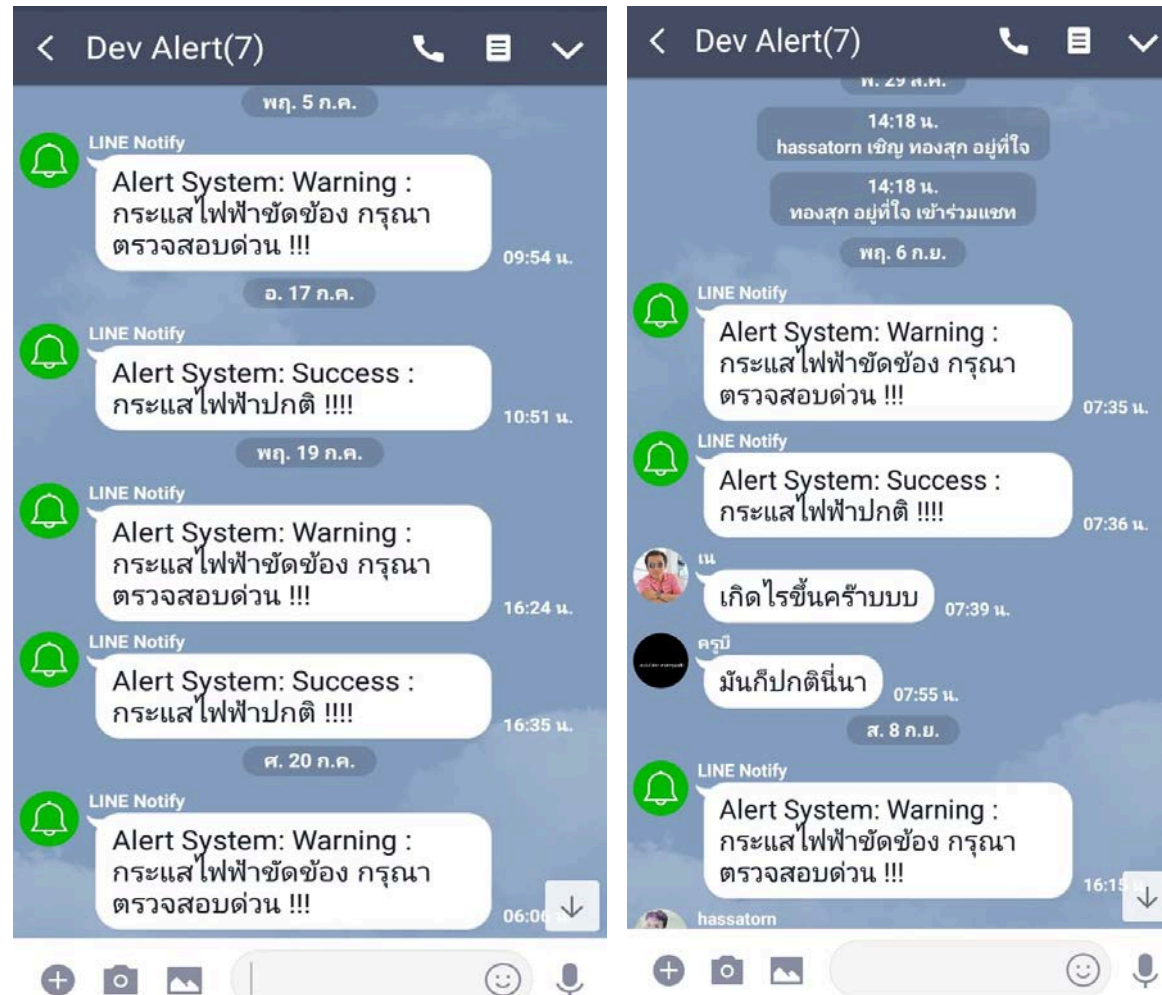 Dev Alert(7)
พฤ. 5 ก.ค.
LINE Notify
Alert System: Warning :
กระแสไฟฟ้าขัดข้อง กรุณา
ตรวจสอบด่วน !!!
09:54 น.
อ. 17 ก.ค.
LINE Notify
Alert System: Success :
กระแสไฟฟ้าปกติ !!!!
10:51 น.
พฤ. 19 ก.ค.
LINE Notify
Alert System: Warning :
กระแสไฟฟ้าขัดข้อง กรุณา
ตรวจสอบด่วน !!!
16:24 น.
LINE Notify
Alert System: Success :
กระแสไฟฟ้าปกติ !!!!
16:35 น.
ศ. 20 ก.ค.
LINE Notify
Alert System: Warning :
กระแสไฟฟ้าขัดข้อง กรุณา
ตรวจสอบด่วน !!!
06:06
Dev Alert(7)
พ. 29 ส.ค.
14:18 น.
hassatorn เชิญ ทองสุก อยู่ที่ใจ
14:18 น.
ทองสุก อยู่ที่ใจ เข้าร่วมแชท
พฤ. 6 ก.ย.
LINE Notify
Alert System: Warning :
กระแสไฟฟ้าขัดข้อง กรุณา
ตรวจสอบด่วน !!!
07:35 น.
LINE Notify
Alert System: Success :
กระแสไฟฟ้าปกติ !!!!
07:36 น.
เน
เกิดไรขึ้นคร๊าบบบ
07:39 น.
ครูบี
มันก็ปกตินี่นา
07:55 น.
ส. 8 ก.ย.
LINE Notify
Alert System: Warning :
กระแสไฟฟ้าขัดข้อง กรุณา
ตรวจสอบด่วน !!!
16:15
hassatorn